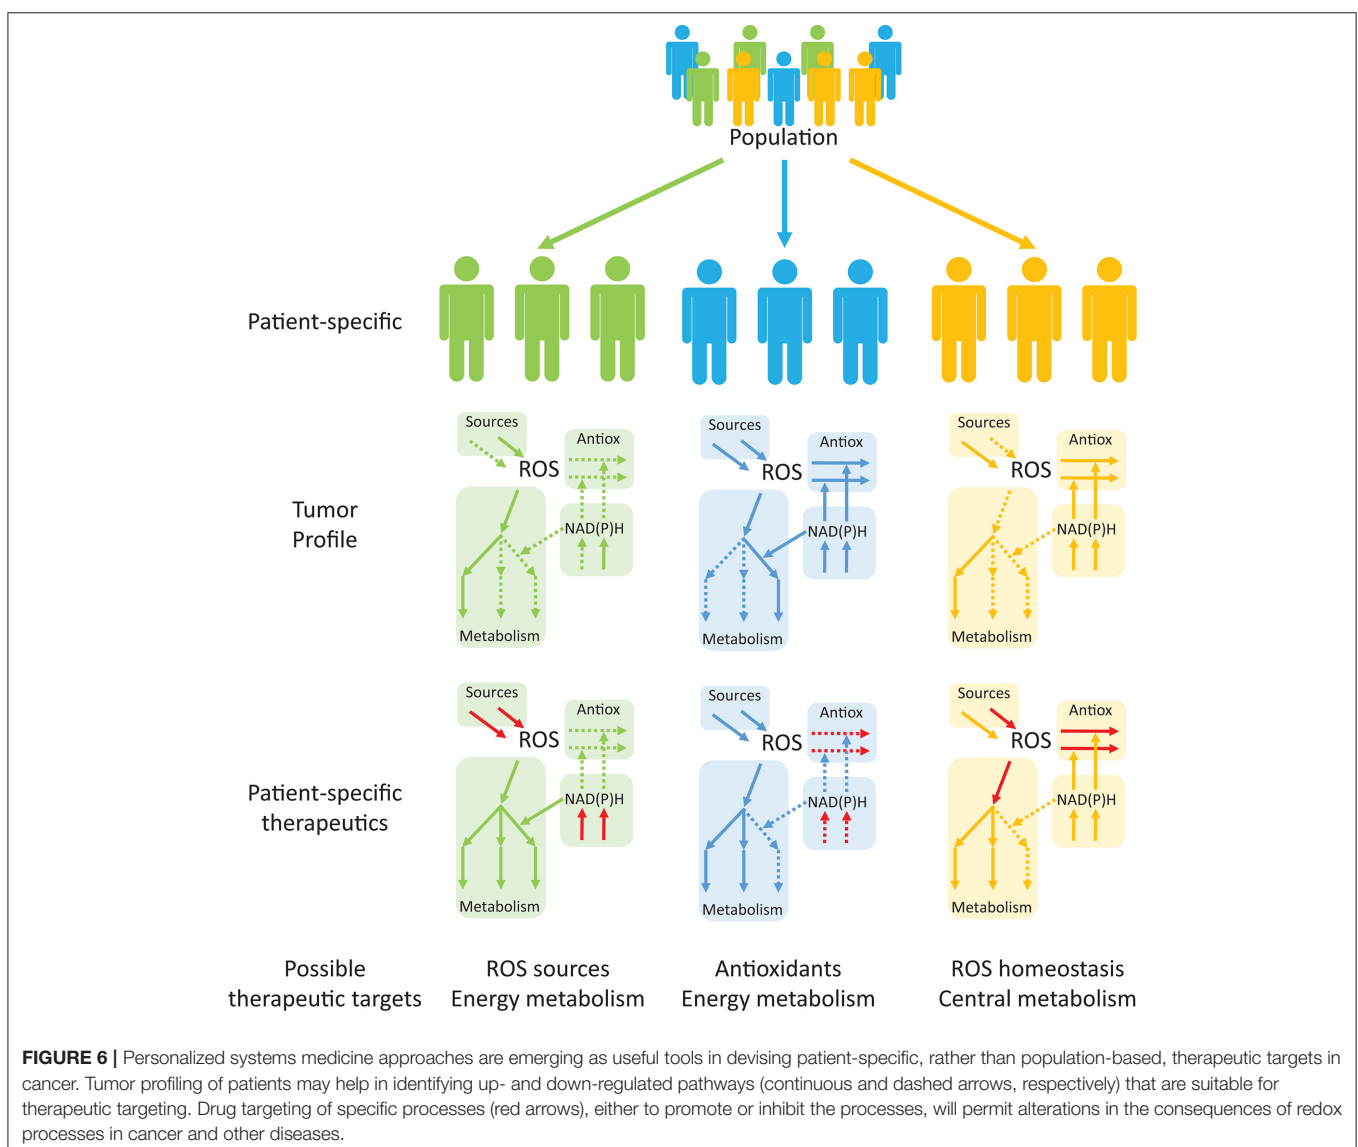 Population
Patient-specific
Sources
ROS
Antiox
NAD(P)H
Metabolism
Sources
ROS
Antiox
NAD(P)H
Metabolism
Sources
ROS
Antiox
NAD(P)H
Metabolism
Tumor
Profile
Sources
ROS
Antiox
NAD(P)H
Metabolism
Sources
ROS
Antiox
NAD(P)H
Metabolism
Sources
ROS
Antiox
NAD(P)H
Metabolism
Patient-specific
therapeutics
Possible
therapeutic targets
ROS sources
Energy metabolism
Antioxidants
Energy metabolism
ROS homeostasis
Central metabolism
FIGURE 6 | Personalized systems medicine approaches are emerging as useful tools in devising patient-specific, rather than population-based, therapeutic targets in
cancer. Tumor profiling of patients may help in identifying up- and down-regulated pathways (continuous and dashed arrows, respectively) that are suitable for
therapeutic targeting. Drug targeting of specific processes (red arrows), either to promote or inhibit the processes, will permit alterations in the consequences of redox
processes in cancer and other diseases.